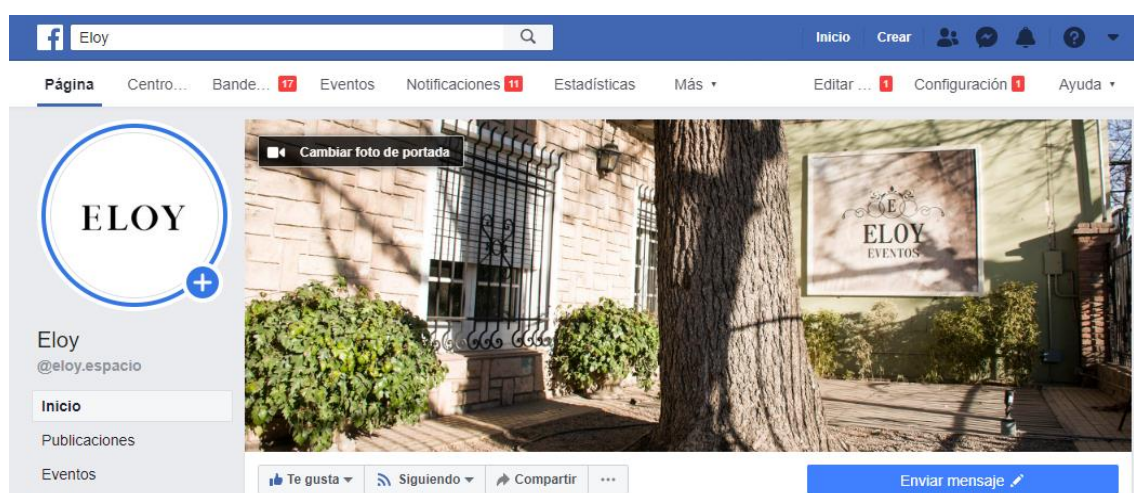 Eloy
Inicio Crear
Página Centro... Bande... 17 Eventos Notificaciones 11 Estadísticas Más Editar ... 1 Configuración 1 Ayuda
Cambiar foto de portada
ELOY
E
ELOY
EVENTOS
Eloy
@eloy.espacio
Inicio
Publicaciones
Eventos
Te gusta Siguiendo Compartir ...
Enviar mensaje